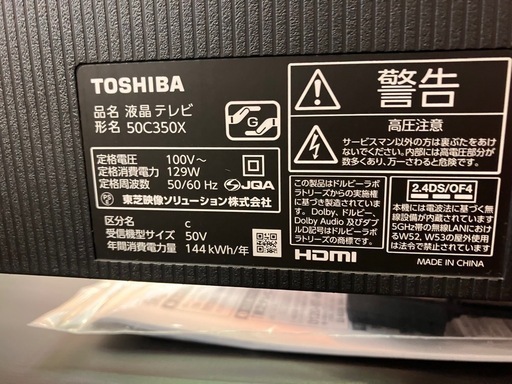 TOSHIBA
品名 液晶テレビ
形名 50C350X
G
定格電圧 100V～
定格消費電力 129W
定格周波数 50/60 Hz
JQA
東芝映像ソリューション株式会社
区分名 C
受信機型サイズ 50V
年間消費電力量 144 kWh/年
警告
高圧注意
サービスマン以外の方は裏ぶたをあけ
ないでください。内部には高電圧部分が
数多くあり、万一さわると危険です。
この製品はドルビーラボ
ラトリーズからの実施権
に基づき製造されていま
す。Dolby、ドルビー、
Dolby Audio 及びダブ
ルD記号はドルビーラボ
ラトリーズの商標です。
HDMI
2.4DS/OF4
本機には電波法に基づく無
線設備が内蔵されています。
5GHz帯の無線LANにおけ
るW52、W53の屋外使用
は法令で禁止されています。
MADE IN CHINA